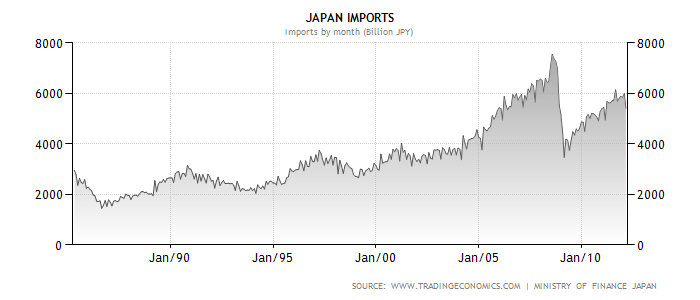 JAPAN IMPORTS
Imports by month (Billion JPY)
8000 8000
6000 6000
4000 4000
2000 2000
0 0
Jan/90 Jan/95 Jan/00 Jan/05 Jan/10
SOURCE: WWW.TRADINGECONOMICS.COM | MINISTRY OF FINANCE JAPAN